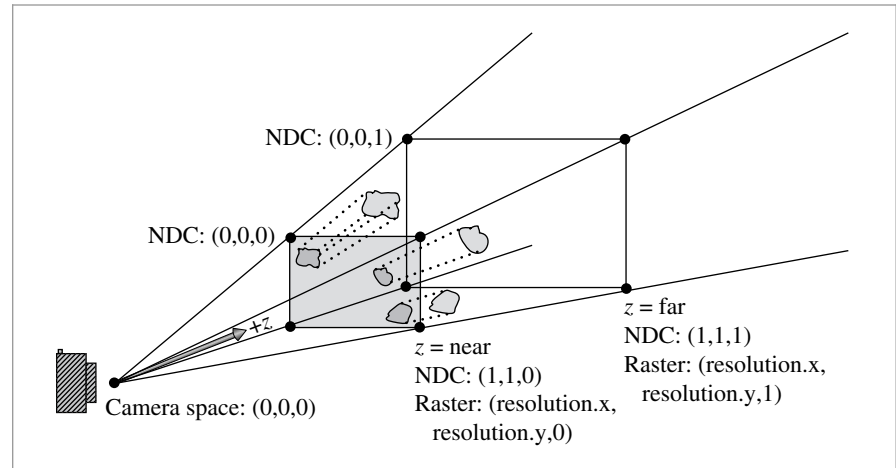 NDC: (0,0,1)
NDC: (0,0,0)
+z
z = far
NDC: (1,1,1)
Raster: (resolution.x,
resolution.y,1)
z = near
NDC: (1,1,0)
Raster: (resolution.x,
resolution.y,0)
Camera space: (0,0,0)